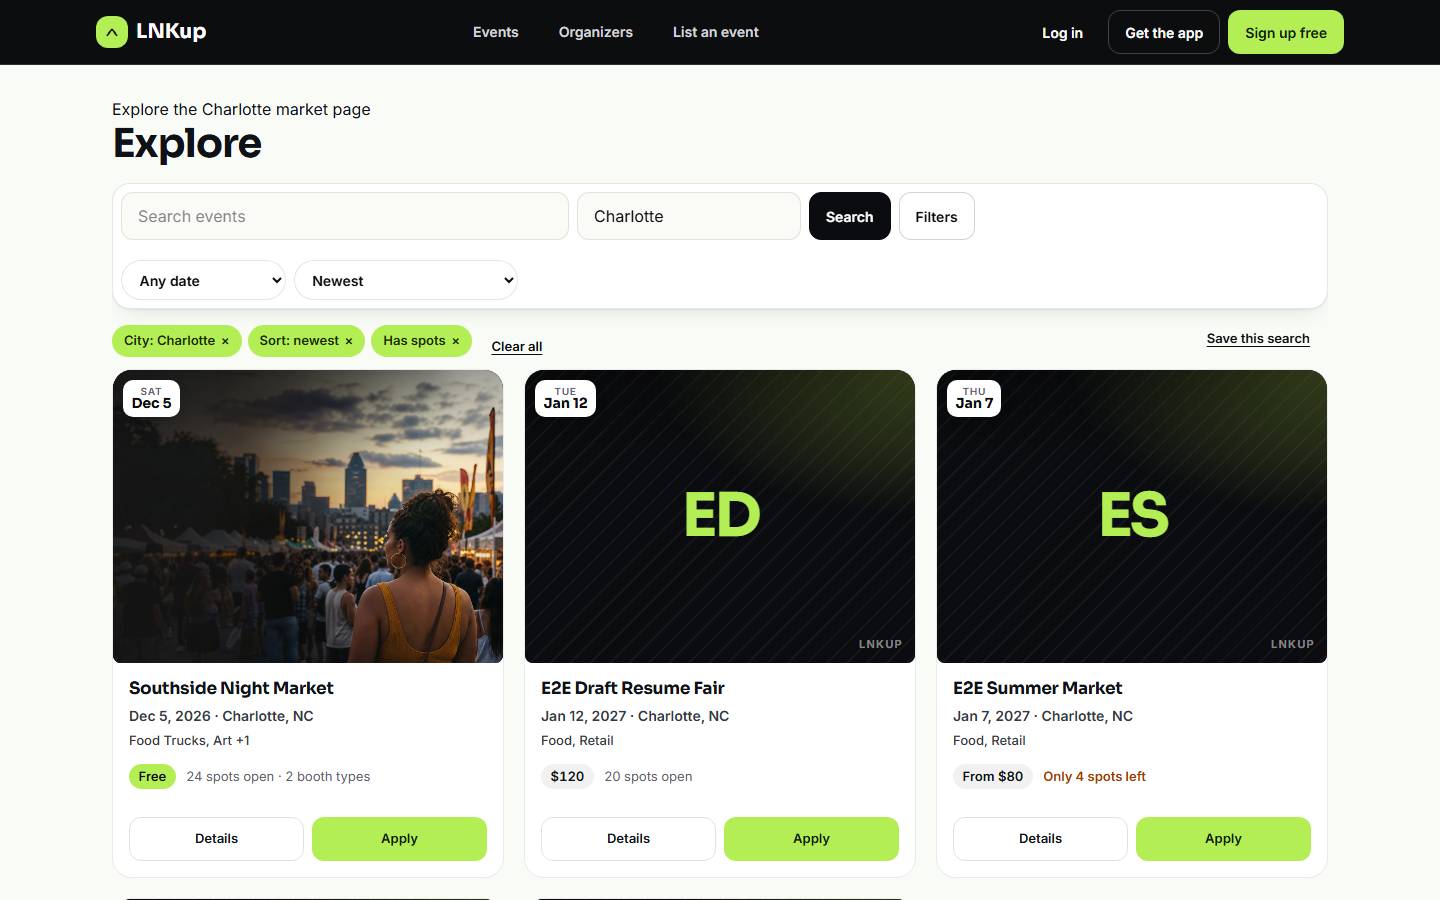 LNKup
Events
Organizers
List an event
Log in
Get the app
Sign up free
Explore the Charlotte market page
Explore
Search events
Charlotte
Search
Filters
Any date
Newest
City: Charlotte ×
Sort: newest ×
Has spots ×
Clear all
Save this search
SAT
Dec 5
Southside Night Market
Dec 5, 2026 · Charlotte, NC
Food Trucks, Art +1
Free
24 spots open · 2 booth types
Details
Apply
TUE
Jan 12
ED
LNKUP
E2E Draft Resume Fair
Jan 12, 2027 · Charlotte, NC
Food, Retail
$120
20 spots open
Details
Apply
THU
Jan 7
ES
LNKUP
E2E Summer Market
Jan 7, 2027 · Charlotte, NC
Food, Retail
From $80
Only 4 spots left
Details
Apply